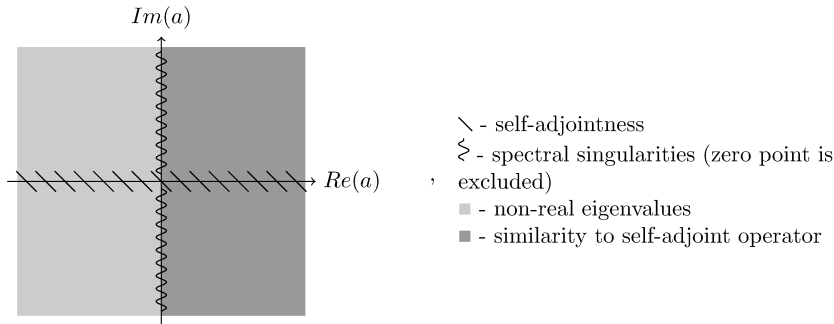 Im(a)
Re(a)
,
- self-adjointness
- spectral singularities (zero point is
excluded)
- non-real eigenvalues
- similarity to self-adjoint operator